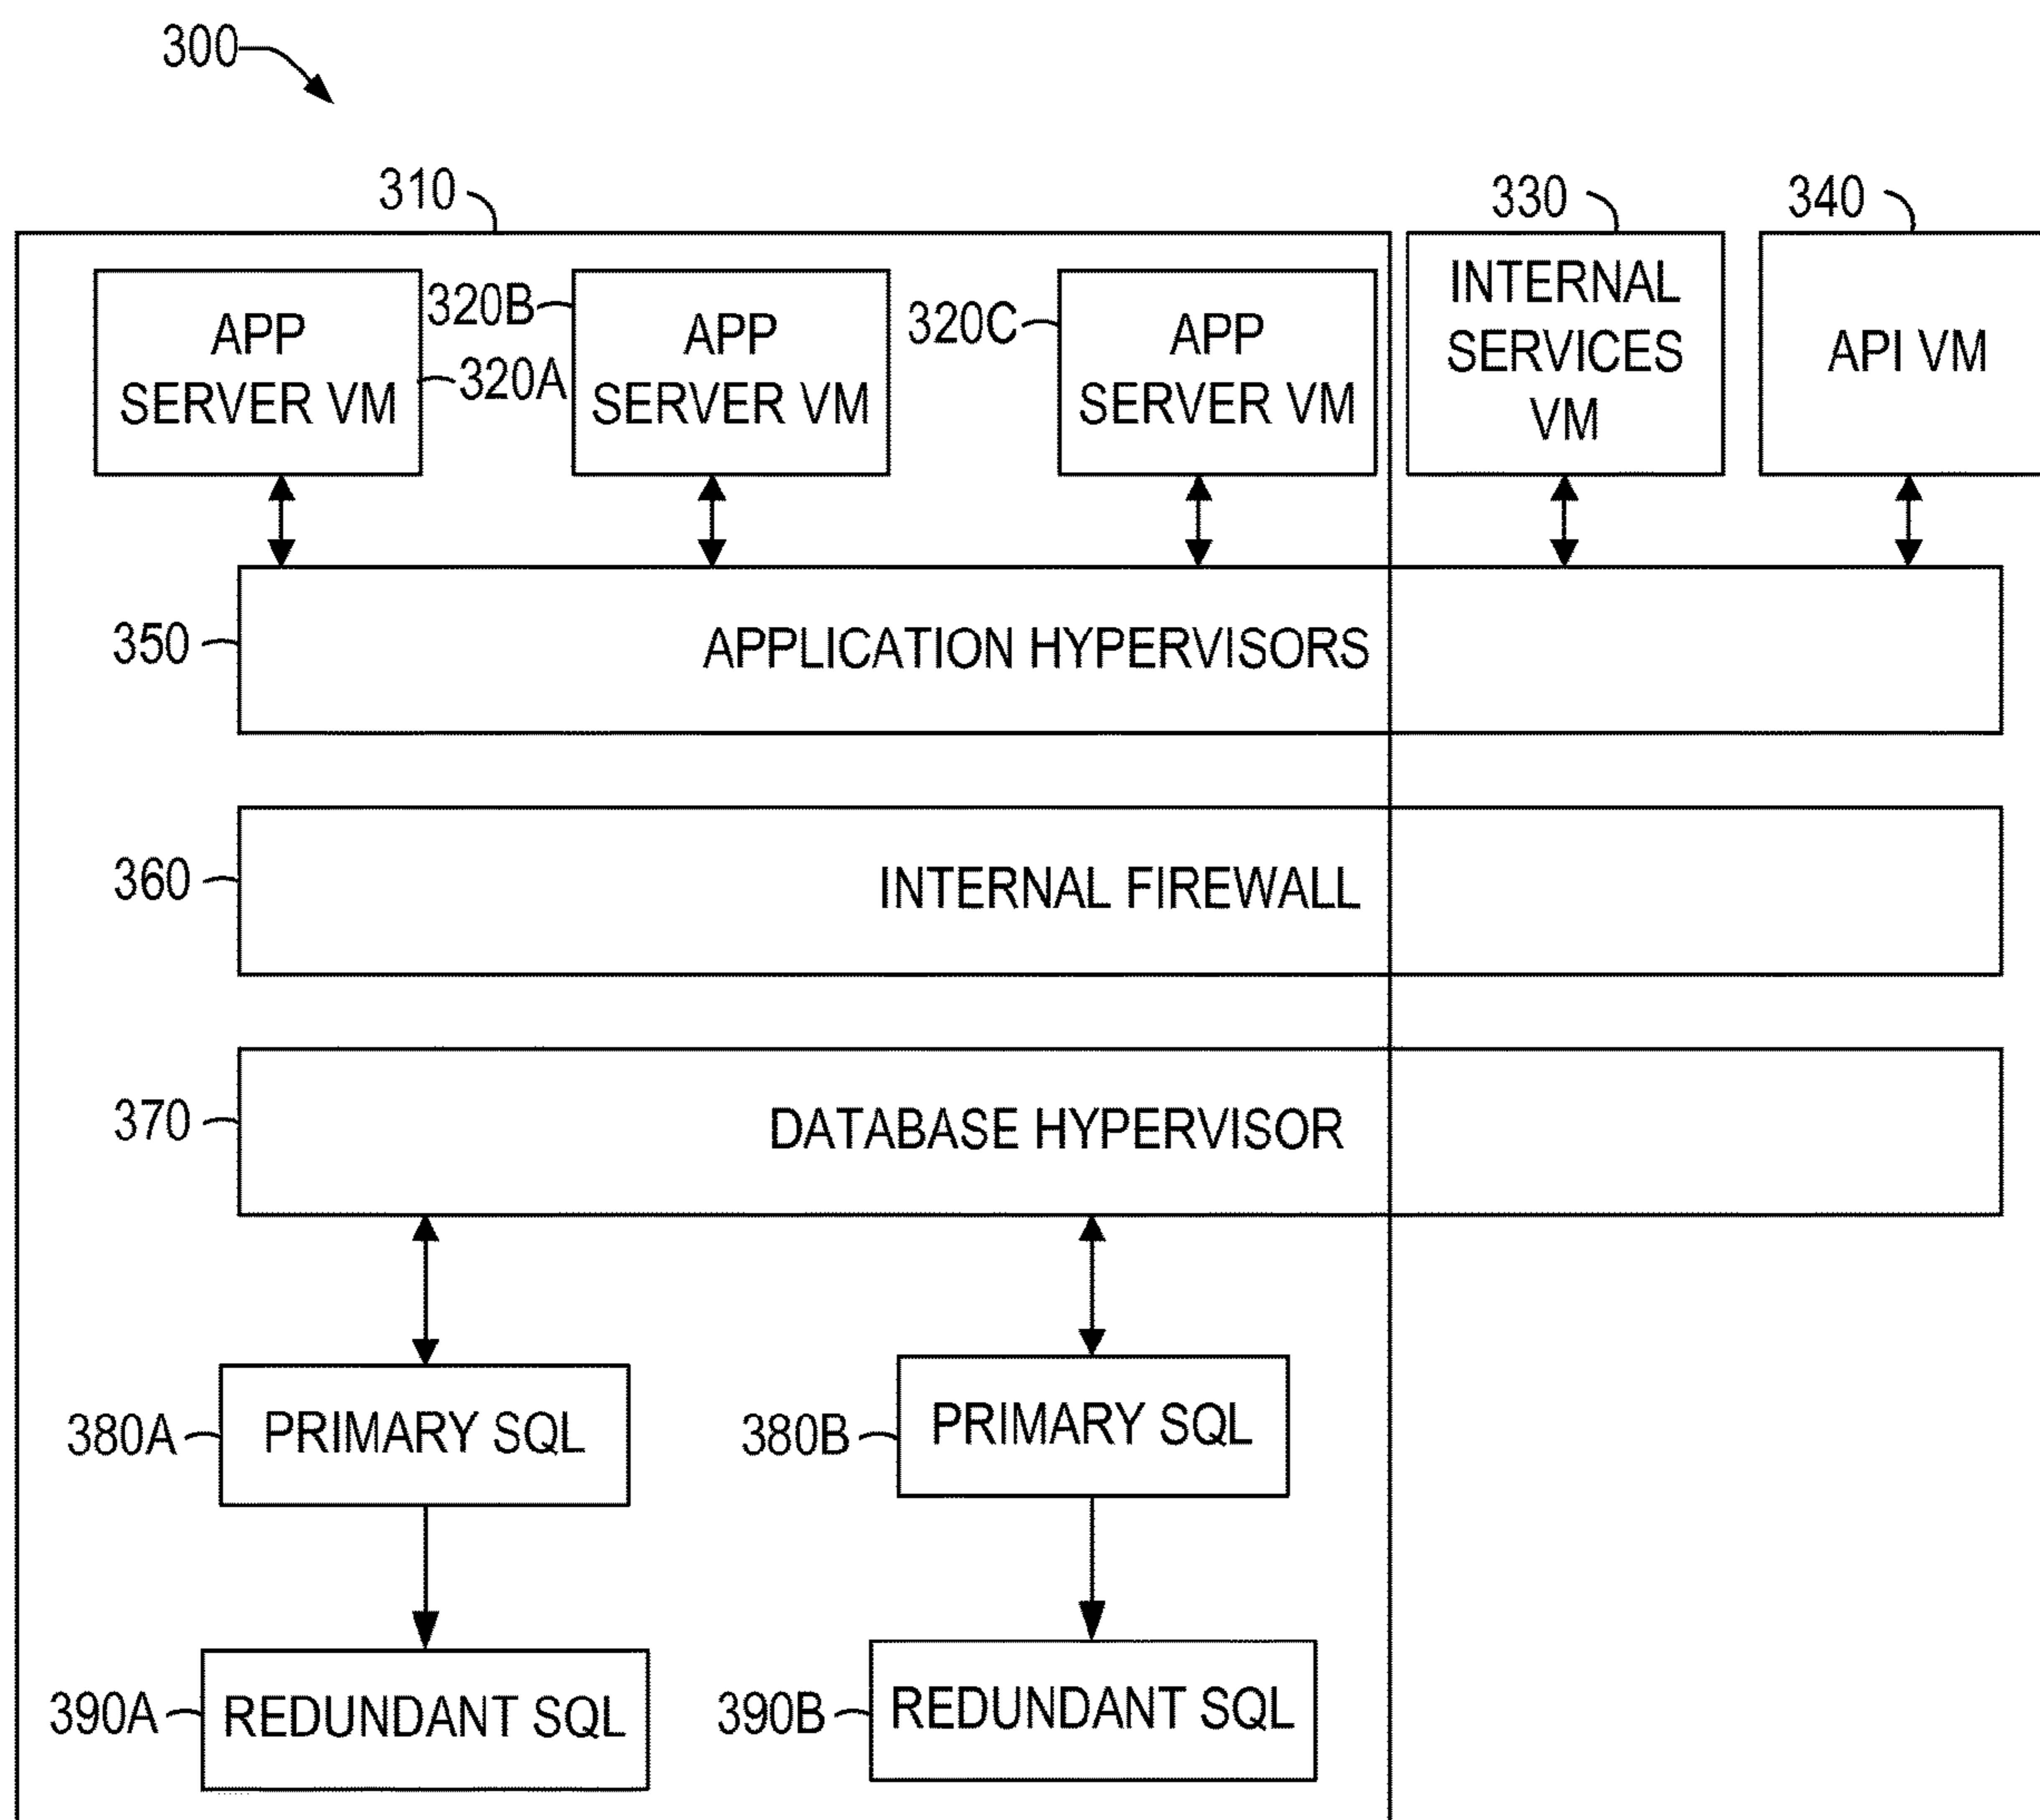 300
310
330
340
APP
SERVER VM
320A
320B
APP
SERVER VM
320C
APP
SERVER VM
INTERNAL
SERVICES
VM
API VM
350
APPLICATION HYPERVISORS
360
INTERNAL FIREWALL
370
DATABASE HYPERVISOR
380A
PRIMARY SQL
380B
PRIMARY SQL
390A
REDUNDANT SQL
390B
REDUNDANT SQL